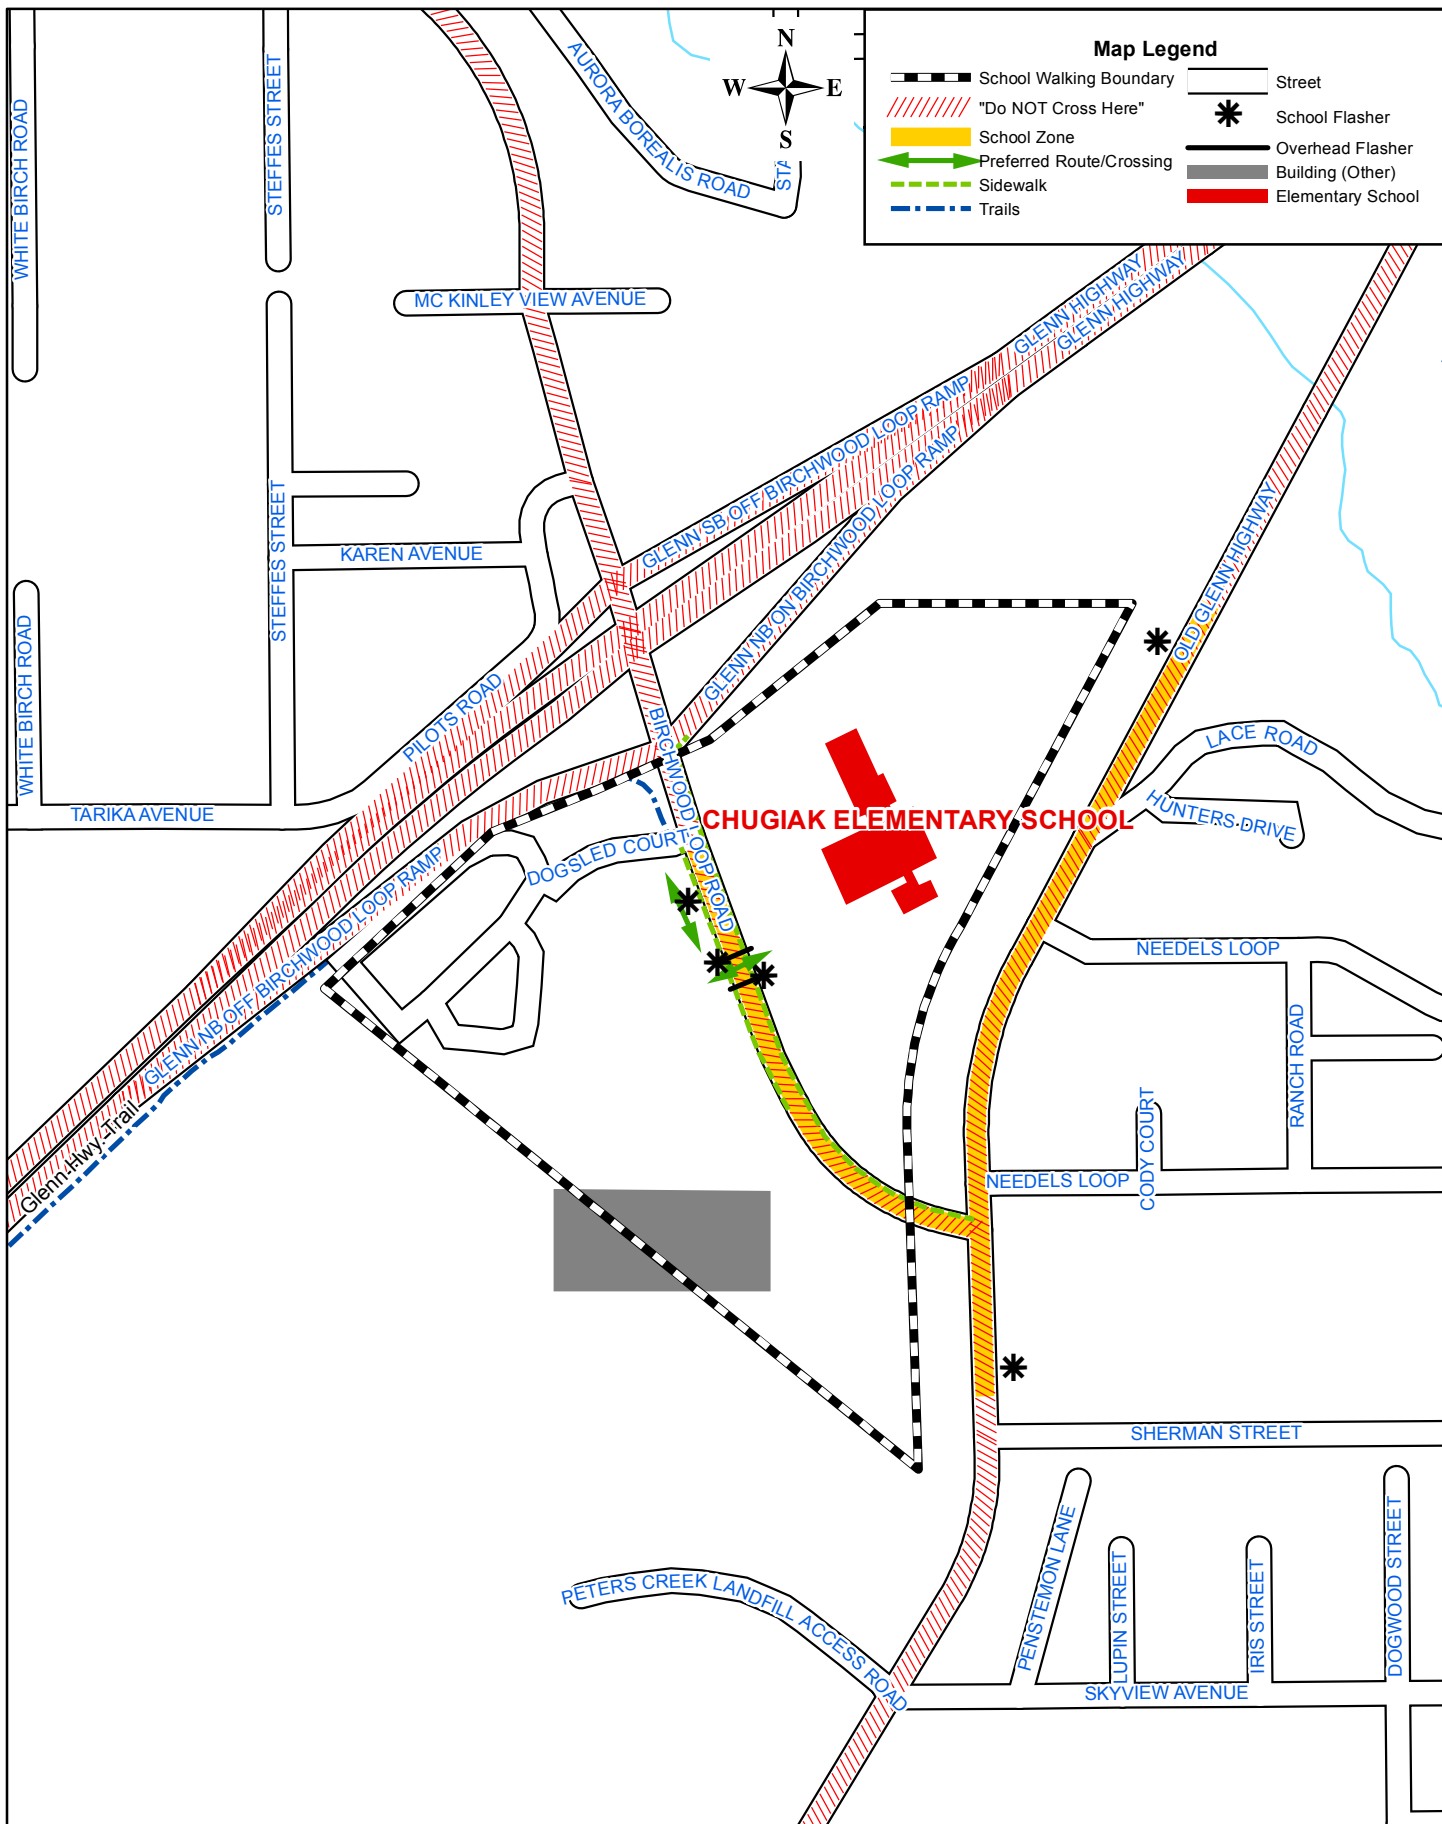 Map Legend
School Walking Boundary
"Do NOT Cross Here"
School Zone
Preferred Route/Crossing
Sidewalk
Trails
Street
School Flasher
Overhead Flasher
Building (Other)
Elementary School
N
W
E
S
STA
WHITE BIRCH ROAD
STEFFES STREET
AURORA BOREALIS ROAD
MC KINLEY VIEW AVENUE
GLENN HIGHWAY
GLENN HIGHWAY
GLENN SB OFF BIRCHWOOD LOOP RAMP
GLENN NB ON BIRCHWOOD LOOP RAMP
OLD GLENN HIGHWAY
KAREN AVENUE
STEFFES STREET
WHITE BIRCH ROAD
PILOTS ROAD
TARIKA AVENUE
BIRCHWOOD LOOP ROAD
LACE ROAD
HUNTERS DRIVE
CHUGIAK ELEMENTARY SCHOOL
DOGSLED COURT
GLENN NB OFF BIRCHWOOD LOOP RAMP
Glenn Hwy. Trail
NEEDELS LOOP
RANCH ROAD
CODY COURT
NEEDELS LOOP
SHERMAN STREET
PETERS CREEK LANDFILL ACCESS ROAD
PENSTEMON LANE
LUPIN STREET
IRIS STREET
DOGWOOD STREET
SKYVIEW AVENUE